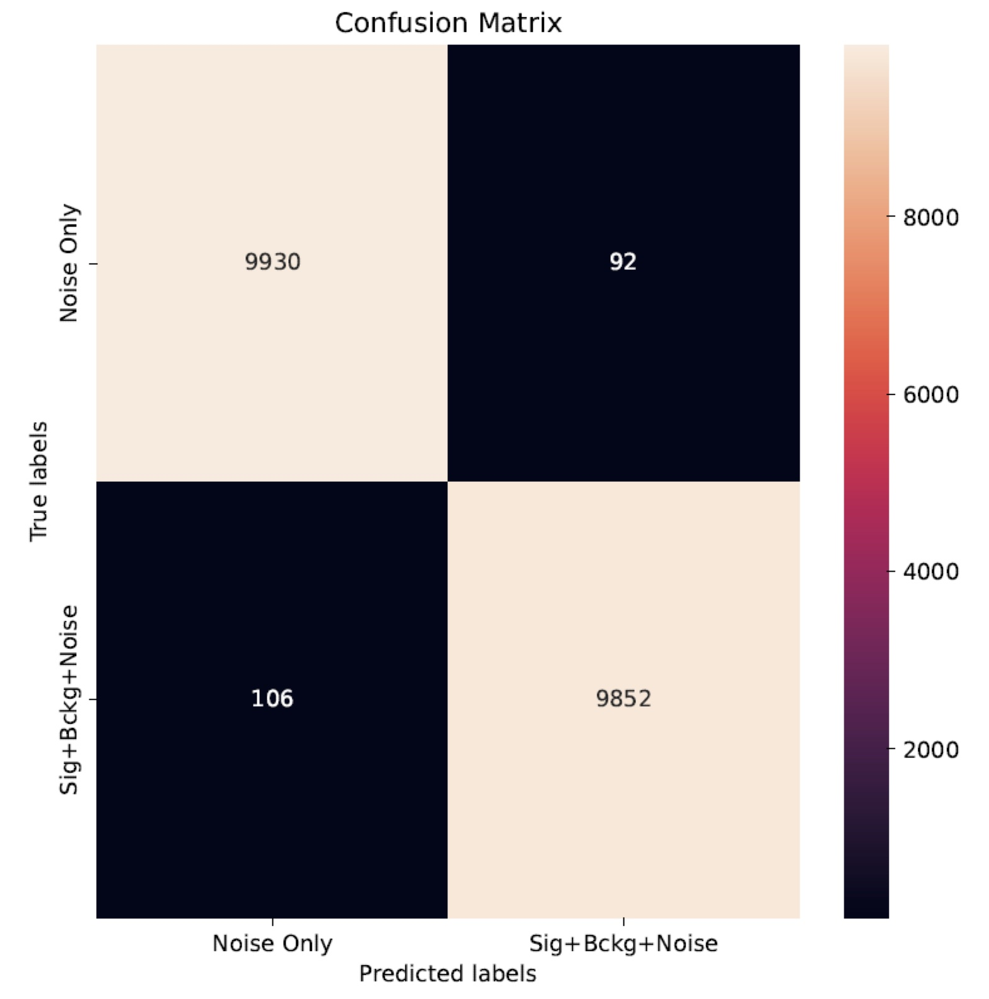 Confusion Matrix
True labels
Noise Only
9930
92
Sig+Bckg+Noise
106
9852
Noise Only
Sig+Bckg+Noise
Predicted labels
8000
6000
4000
2000